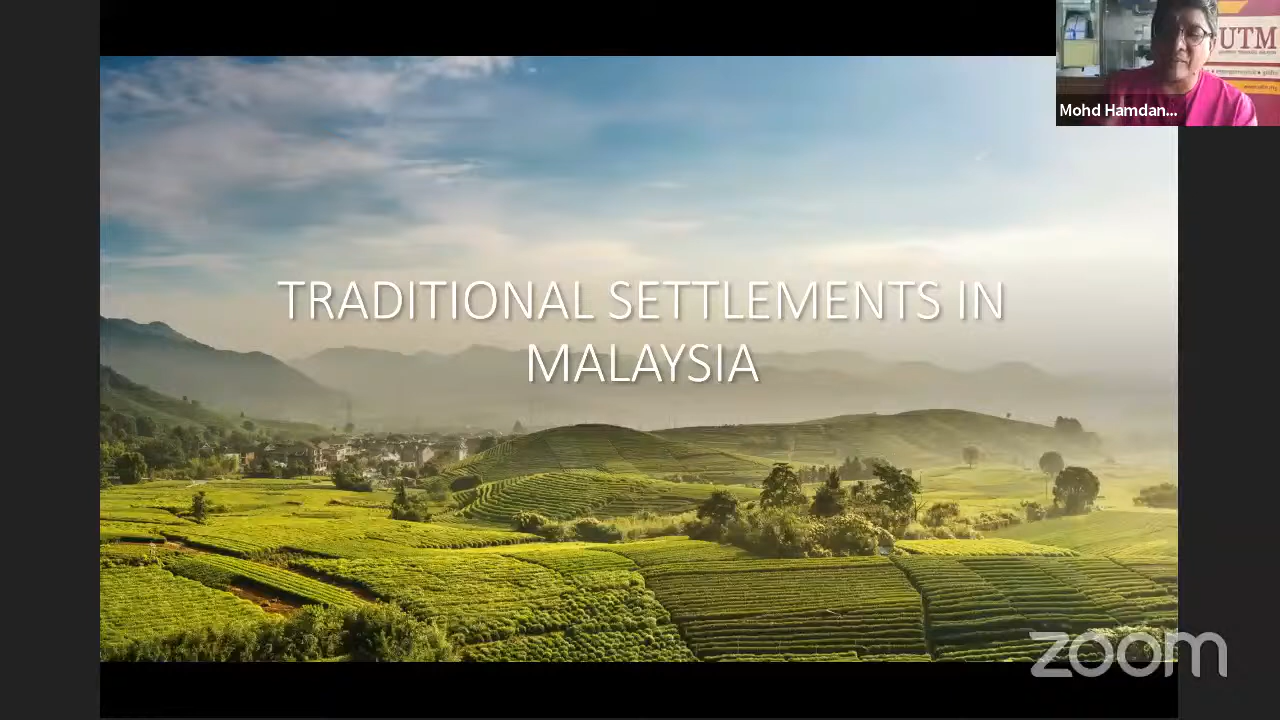 UTM
Mohd Hamdan...
TRADITIONAL SETTLEMENTS IN
MALAYSIA
zoom